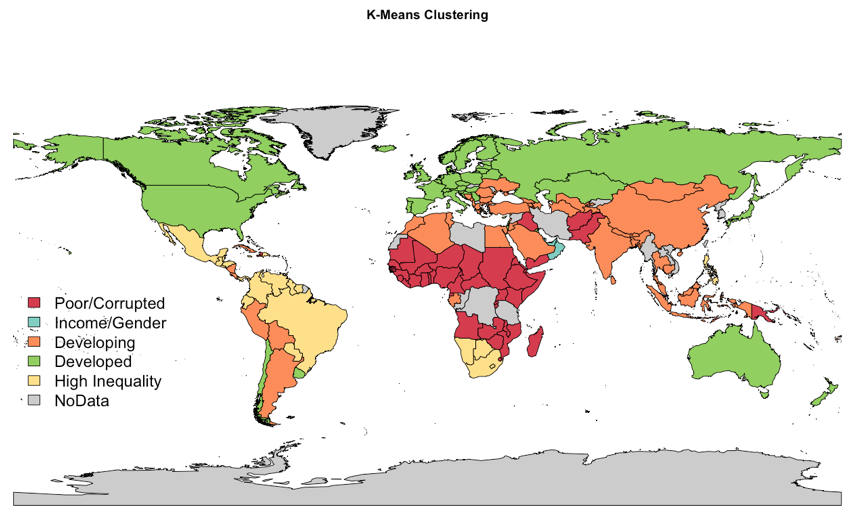 K-Means Clustering
Poor/Corrupted
Income/Gender
Developing
Developed
High Inequality
NoData